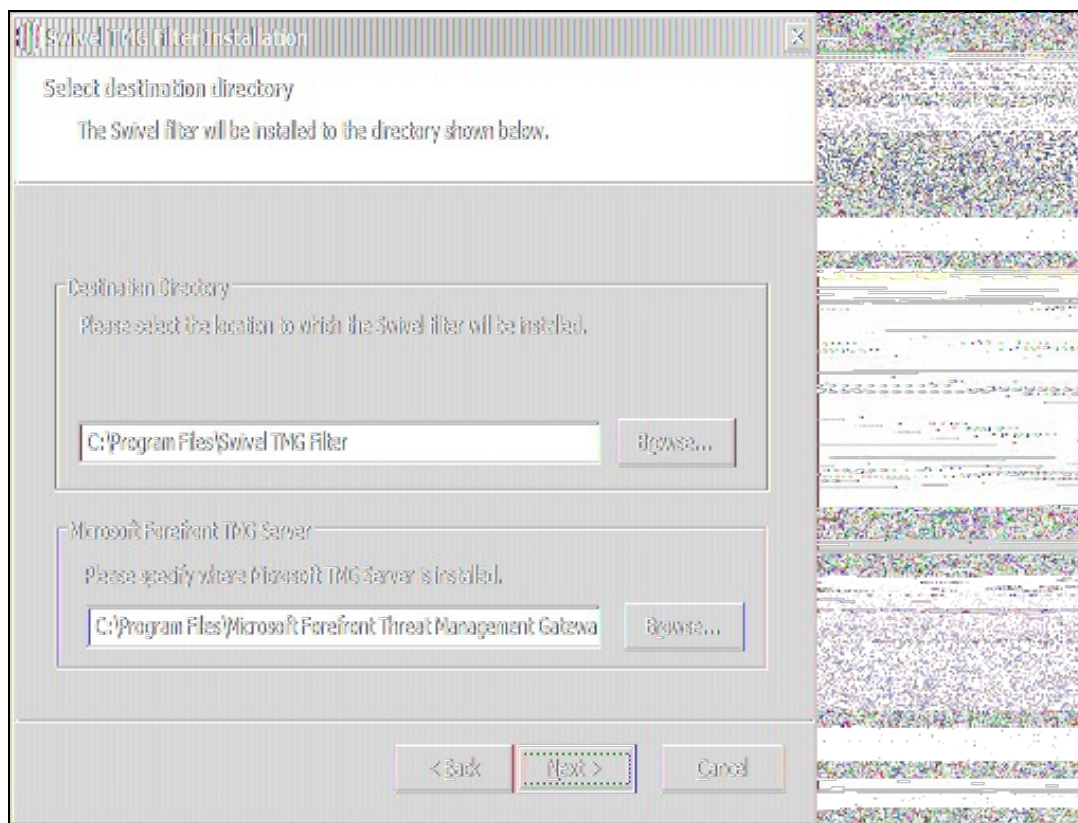 Swivel TMG Filter Installation
Select destination directory
The Swivel filter will be installed to the directory shown below.
Destination Directory
Please select the location to which the Swivel filter will be installed.
C:\Program Files\Swivel TMG Filter
Browse...
Microsoft Forefront TMG Server
Please specify where Microsoft TMG Server is installed.
C:\Program Files\Microsoft Forefront Threat Management Gatewa
Browse...
< Back Next > Cancel